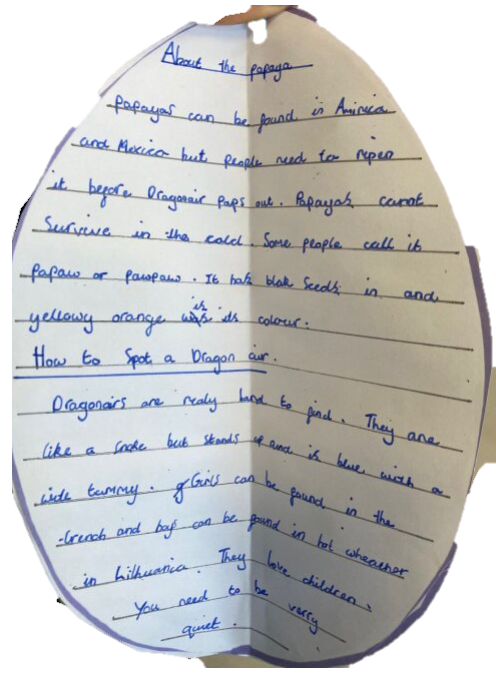 About the papaya
papayas can be found in Amirica
and Mexico but people need to ripen
it before Dragonair pops out. Papayas cannot
Survive in the cold. Some people call it
papaw or pawpaw. It has blak seeds in and
yellowy orange is its colour.
How to Spot a Dragon air.
Dragonairs are realy hard to find. They are
like a snake but stands up and is blue with a
wide tummy. Girls can be found in the
trench and boys can be found in hot wheather
in Lithuania. They love children.
You need to be verry
quiet.